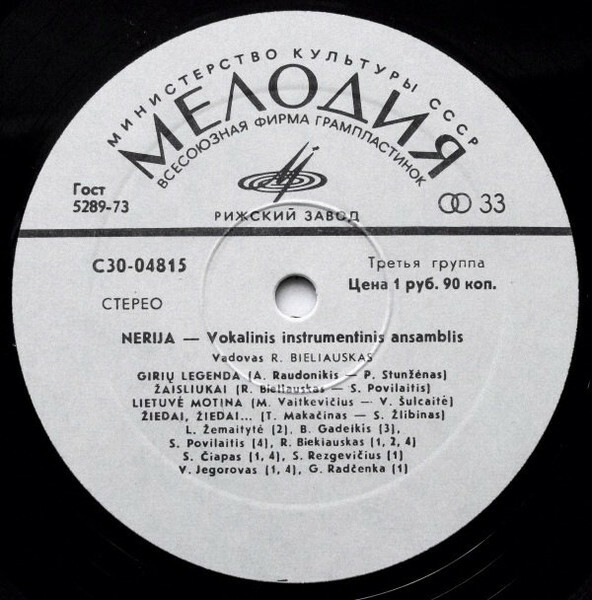 МИНИСТЕРСТВО КУЛЬТУРЫ СССР
МЕЛОДИЯ
ВСЕСОЮЗНАЯ ФИРМА ГРАМПЛАСТИНОК
Гост
5289-73
РИЖСКИЙ ЗАВОД
33
С30-04815
Третья группа
Цена 1 руб. 90 коп.
СТЕРЕО
NERIJA — Vokalinis instrumentinis ansamblis
Vadovas R. BIELIAUSKAS
GIRIŲ LEGENDA (A. Raudonikis — P. Stunžėnas)
ŽAISLIUKAI (R. Bieliauskas — S. Povilaitis)
LIETUVĖ MOTINA (M. Vaitkevičius — V. Šulcaitė)
ŽIEDAI, ŽIEDAI... (T. Makačinas — S. Žlibinas)
L. Žemaitytė (2), B. Gadeikis (3),
S. Povilaitis (4), R. Biekiauskas (1, 2, 4)
S. Čiapas (1, 4), S. Rezgevičius (1)
V. Jegorovas (1, 4), G. Radčenka (1)